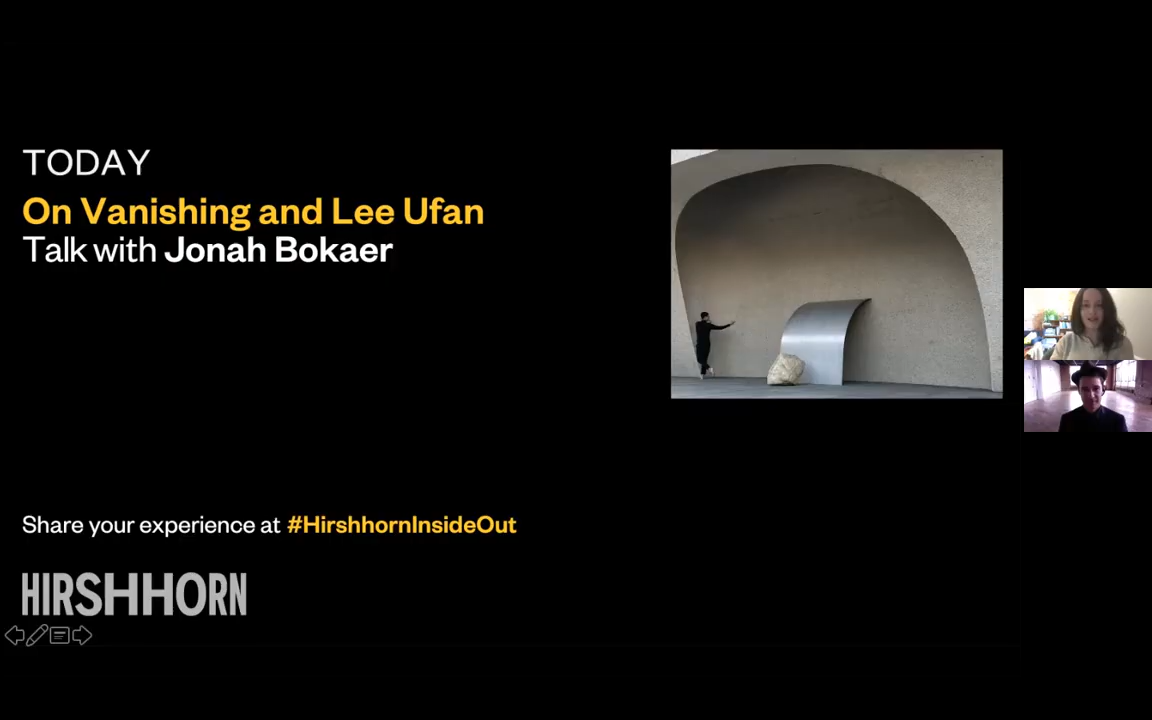 TODAY
On Vanishing and Lee Ufan
Talk with Jonah Bokaer
Share your experience at #HirshhornInsideOut
HIRSHHORN